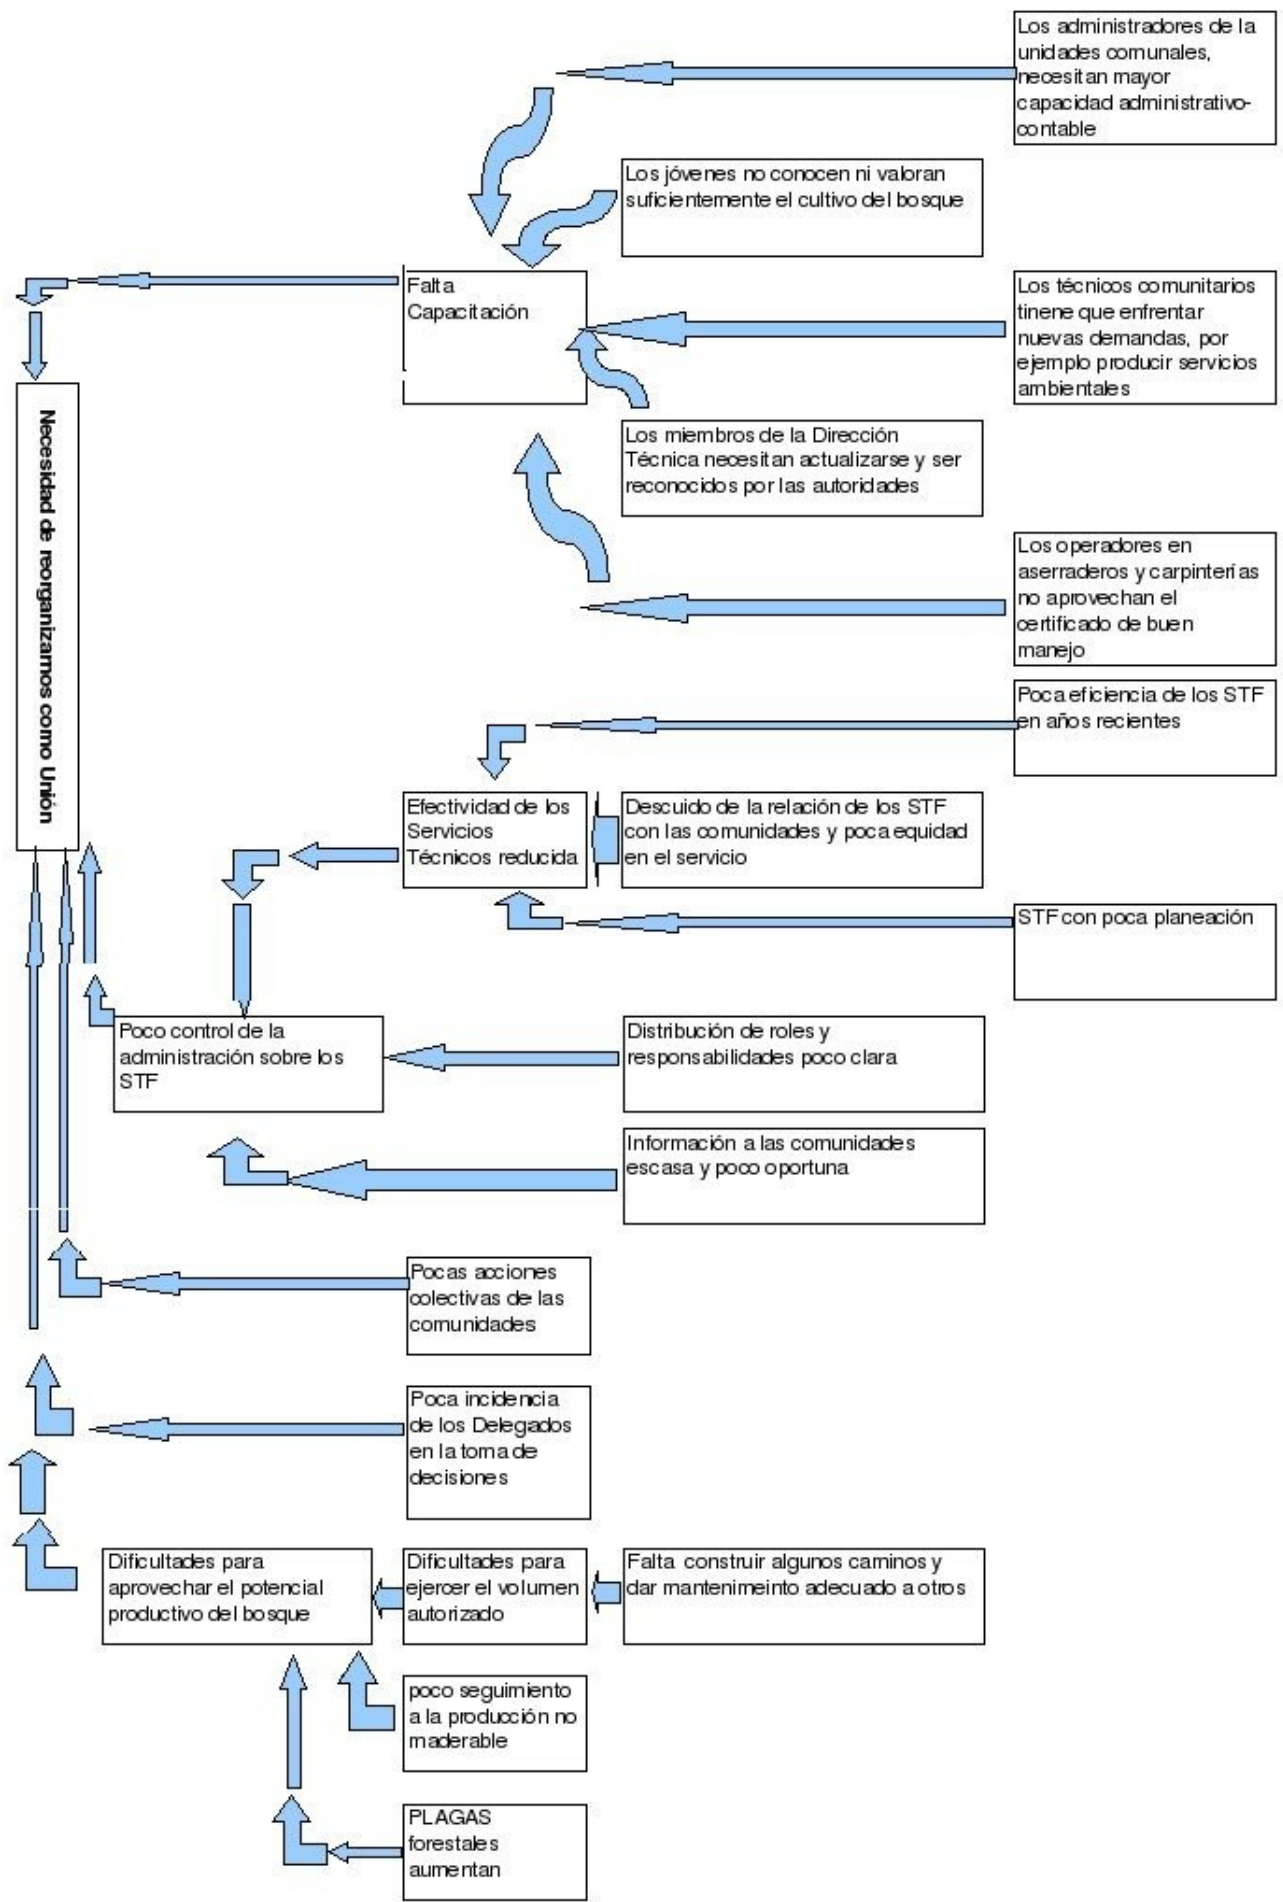 Los administradores de la
unidades comunales,
necesitan mayor
capacidad administrativo-
contable
Los jóvenes no conocen ni valoran
suficientemente el cultivo del bosque
Falta
Capacitación
Los técnicos comunitarios
tinene que enfrentar
nuevas demandas, por
ejemplo producir servicios
ambientales
Necesidad de reorganizarnos como Unión
Los miembros de la Dirección
Técnica necesitan actualizarse y ser
reconocidos por las autoridades
Los operadores en
aserraderos y carpinterías
no aprovechan el
certificado de buen
manejo
Poca eficiencia de los STF
en años recientes
Efectividad de los
Servicios
Técnicos reducida
Descuido de la relación de los STF
con las comunidades y poca equidad
en el servicio
STF con poca planeación
Poco control de la
administración sobre los
STF
Distribución de roles y
responsabilidades poco clara
Información a las comunidades
escasa y poco oportuna
Pocas acciones
colectivas de las
comunidades
Poca incidencia
de los Delegados
en la toma de
decisiones
Dificultades para
aprovechar el potencial
productivo del bosque
Dificultades para
ejercer el volumen
autorizado
Falta construir algunos caminos y
dar mantenimeinto adecuado a otros
poco seguimiento
a la producción no
maderable
PLAGAS
forestales
aumentan